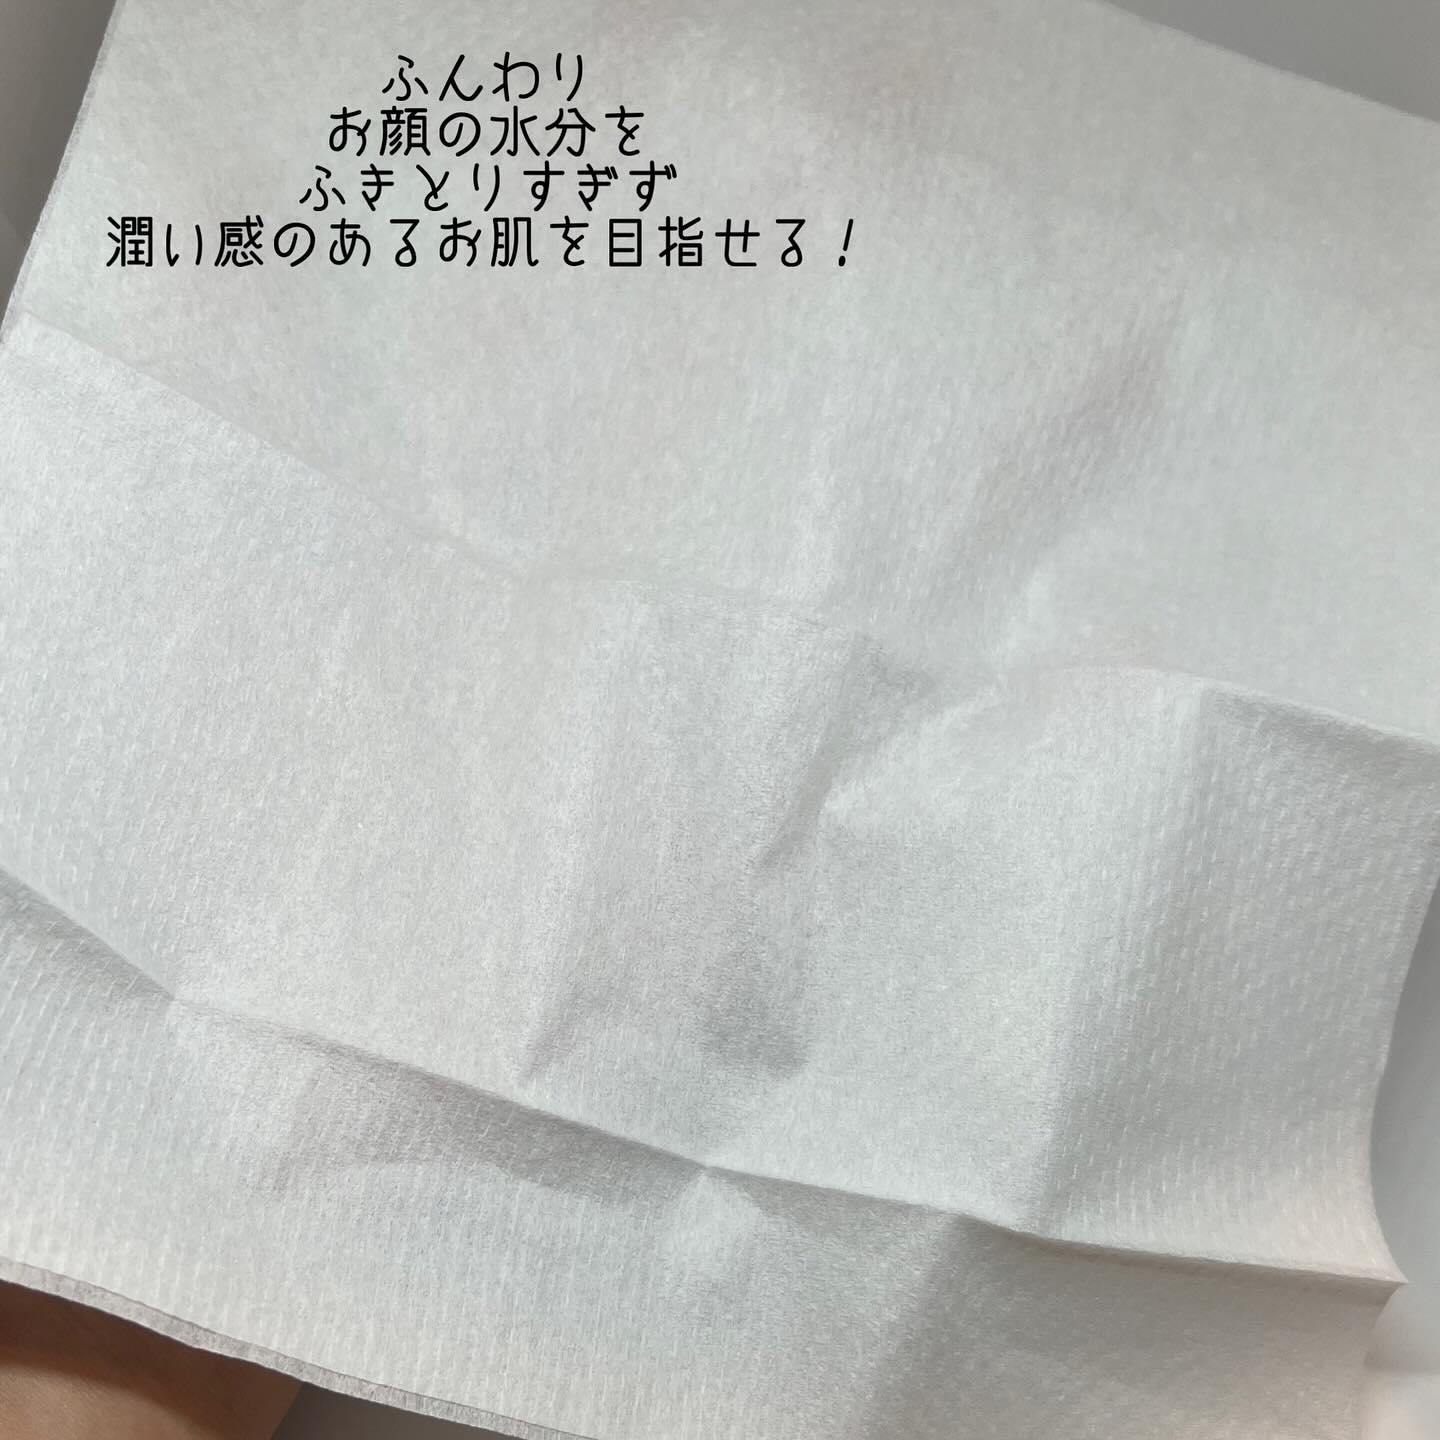 ふんわり
お顔の水分を
ふきとりすぎず
潤い感のあるお肌を目指せる!